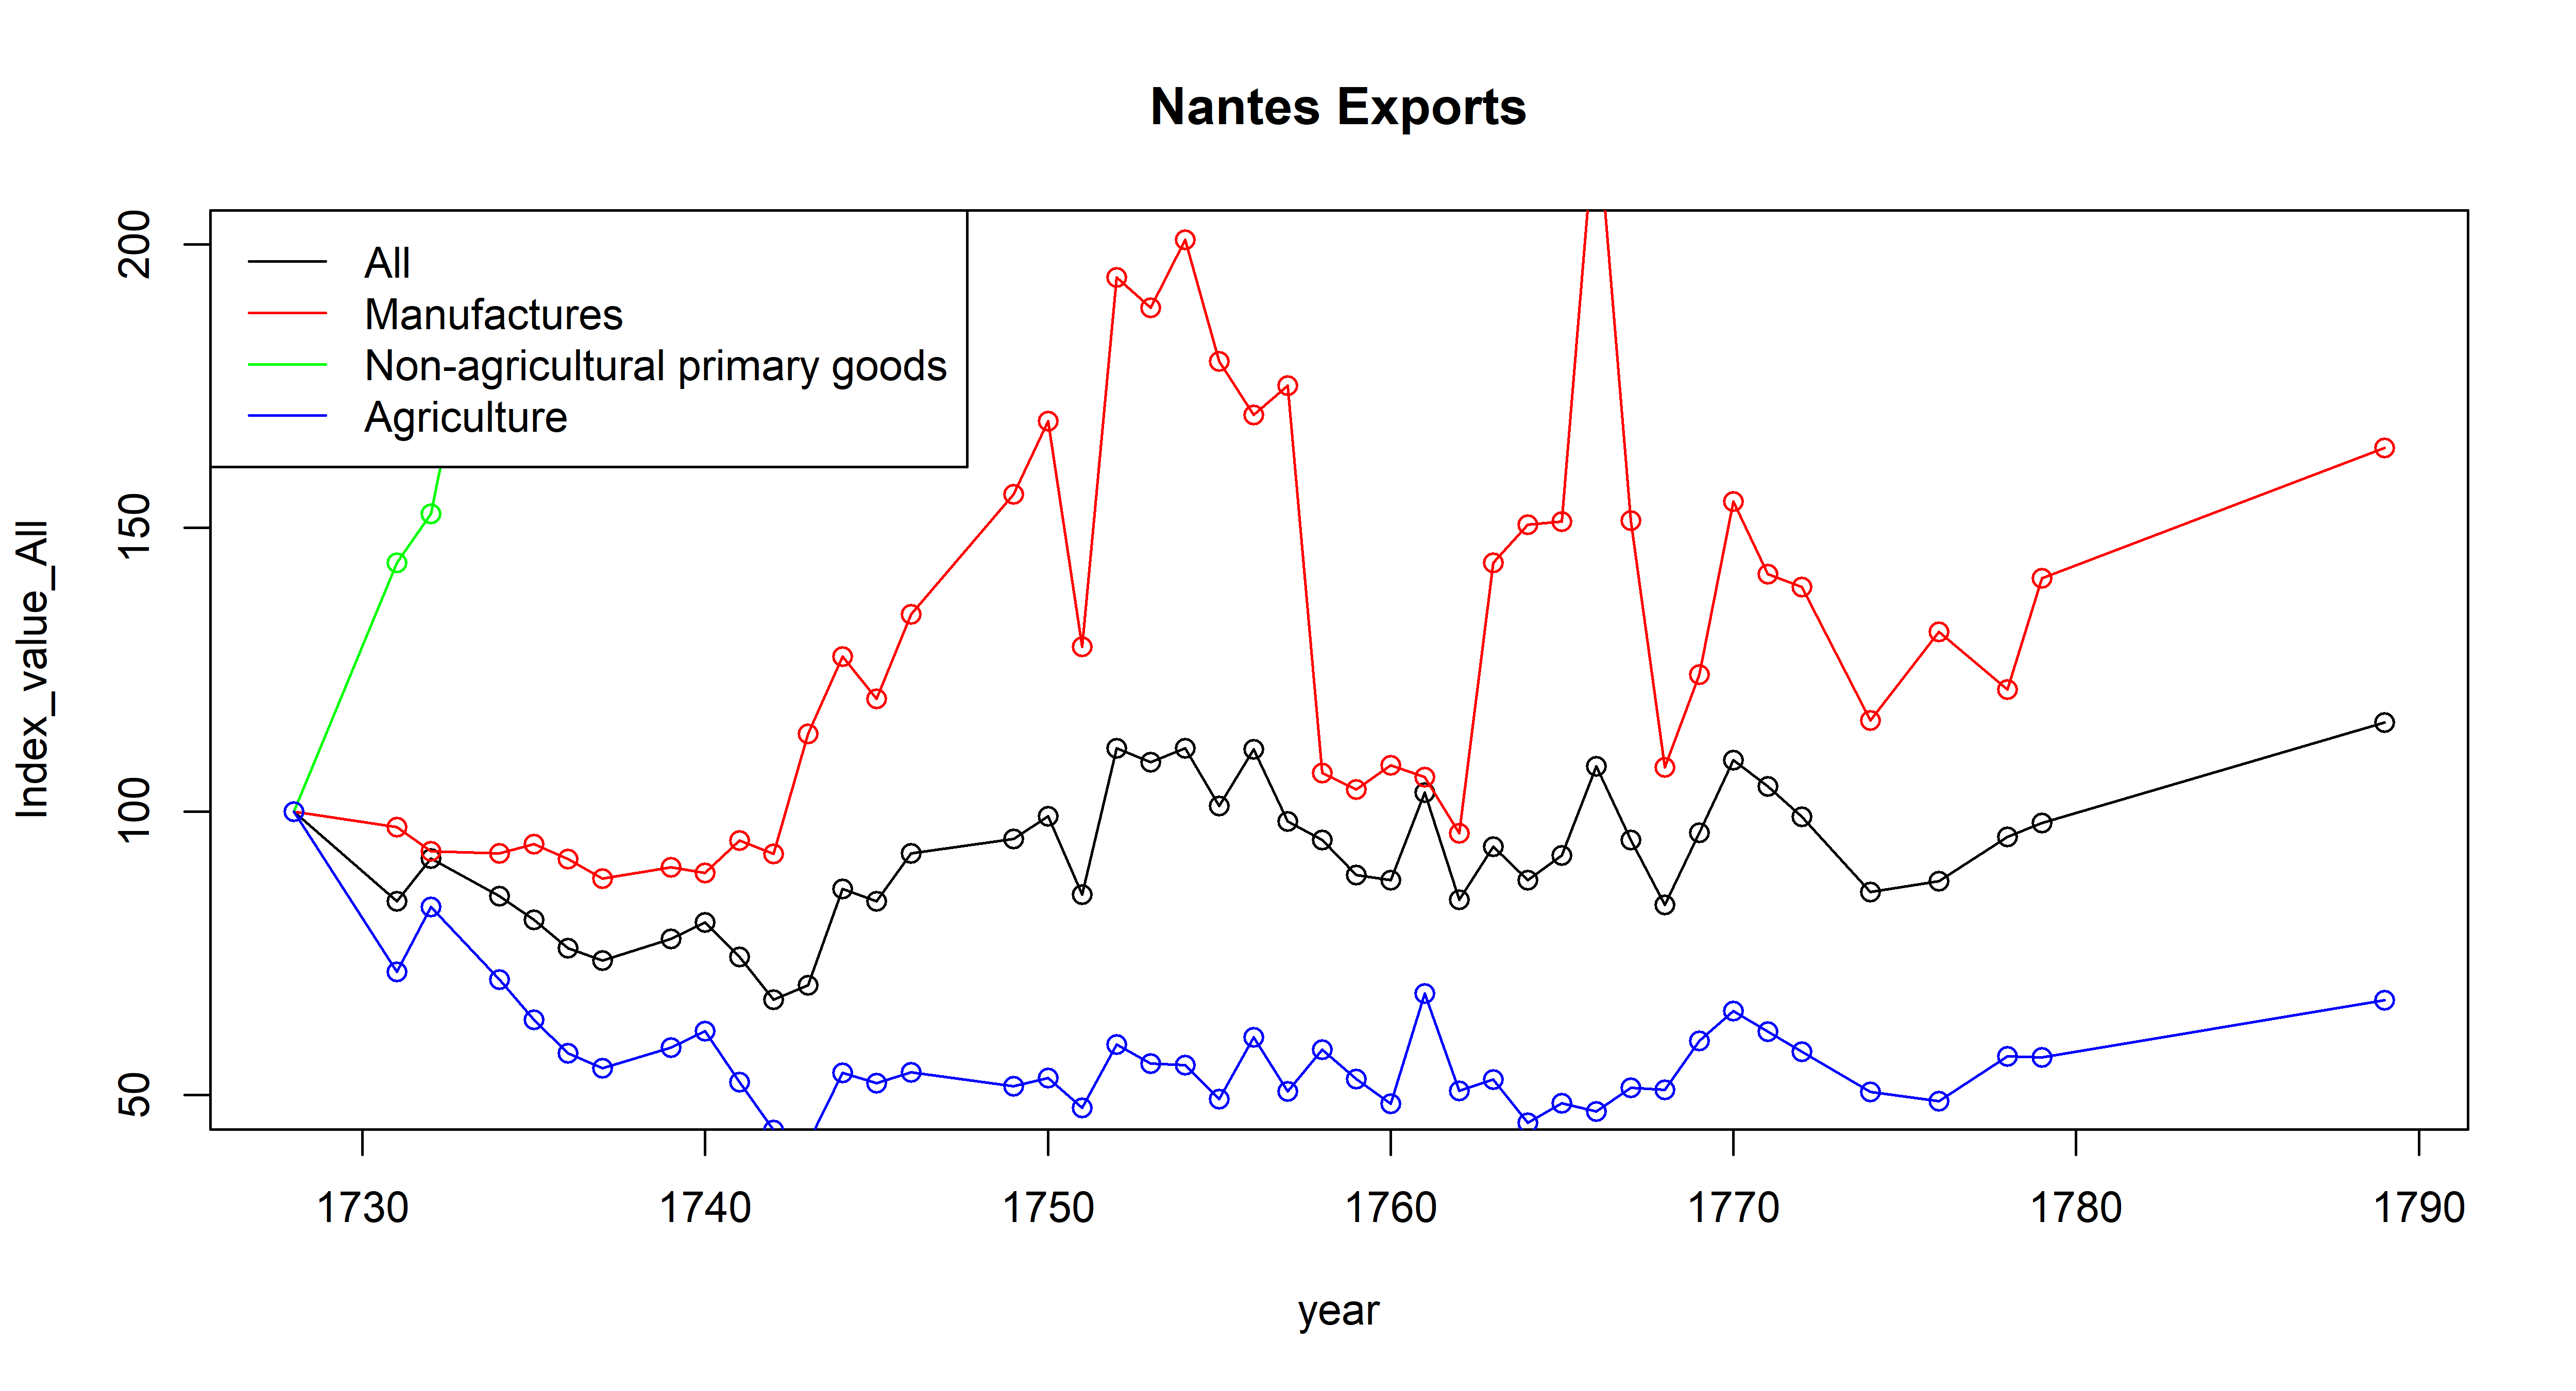 Nantes Exports
200
150
100
50
Index_value_All
All
Manufactures
Non-agricultural primary goods
Agriculture
1730 1740 1750 1760 1770 1780 1790
year